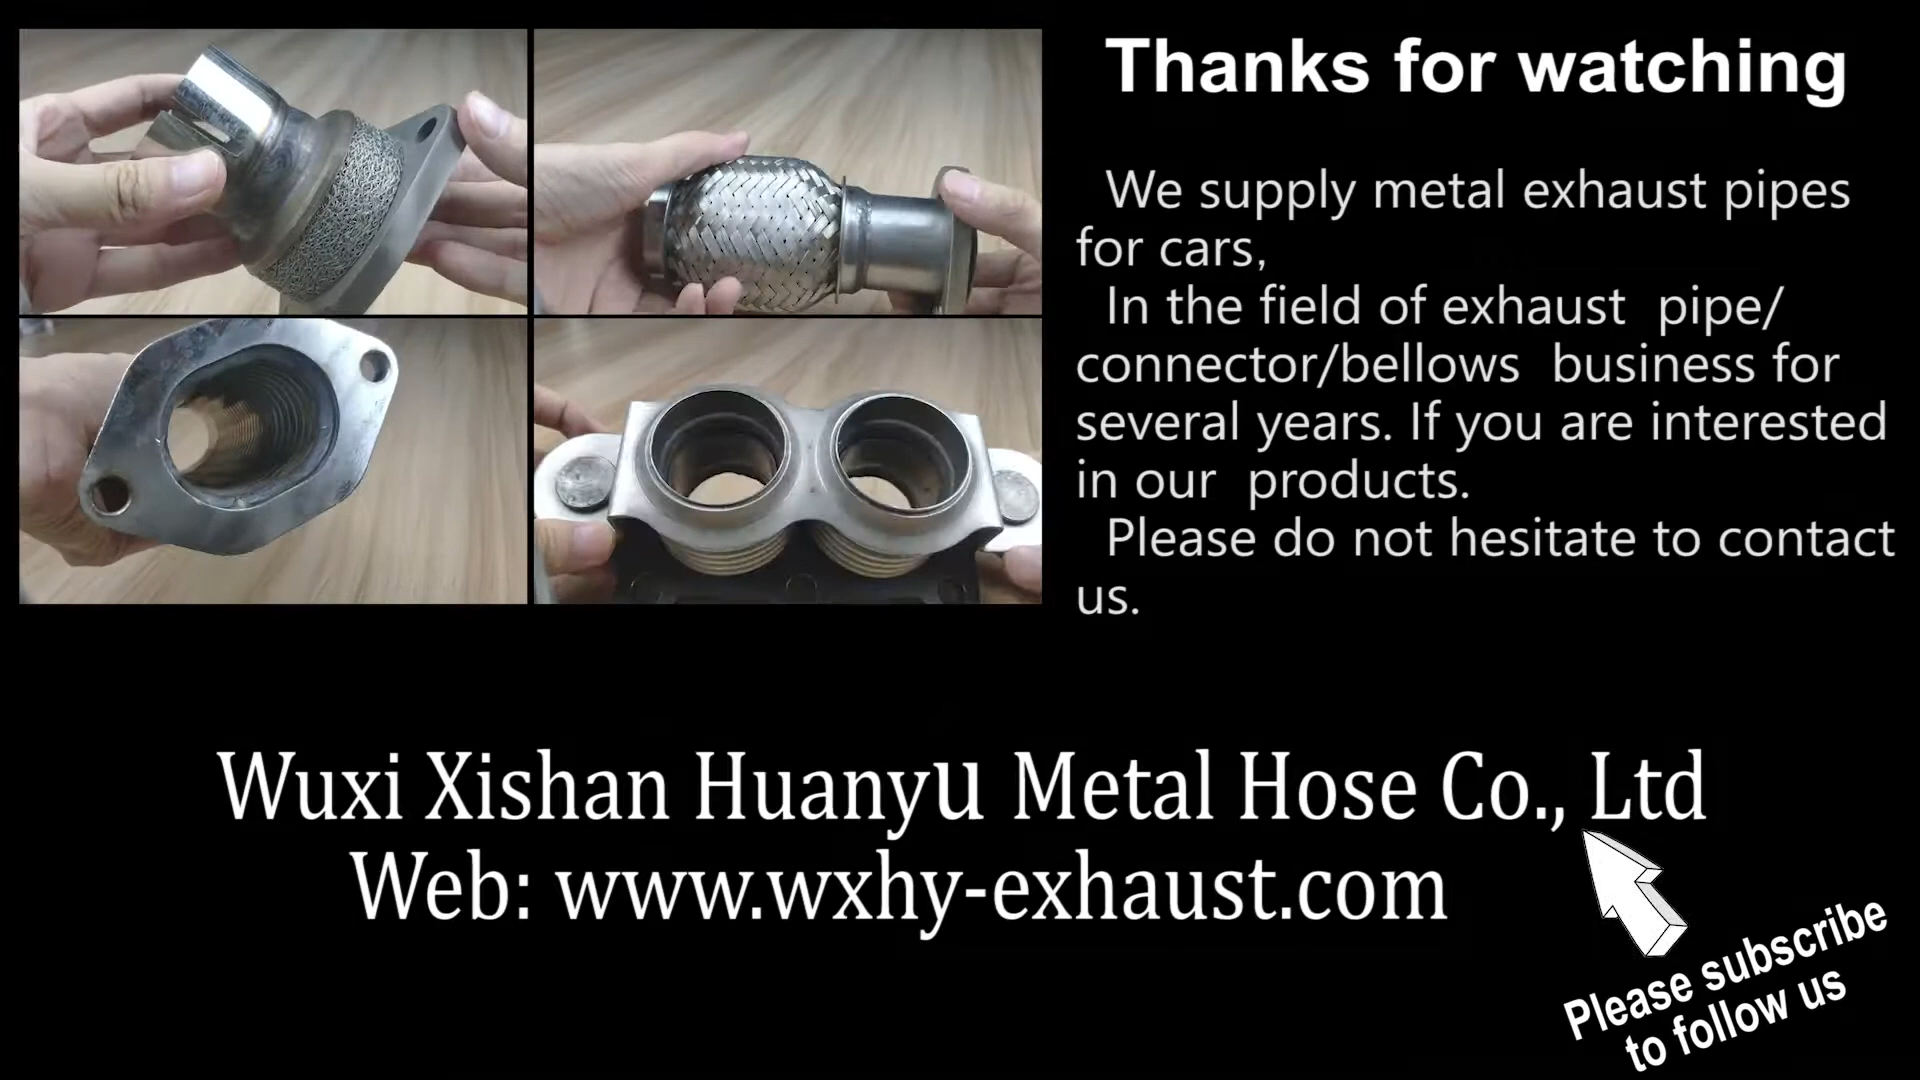 Thanks for watching
We supply metal exhaust pipes
for cars,
In the field of exhaust pipe/
connector/bellows business for
several years. If you are interested
in our products.
Please do not hesitate to contact
us.
Wuxi Xishan Huanyu Metal Hose Co., Ltd
Web: www.wxhy-exhaust.com
Please subscribe
to follow us